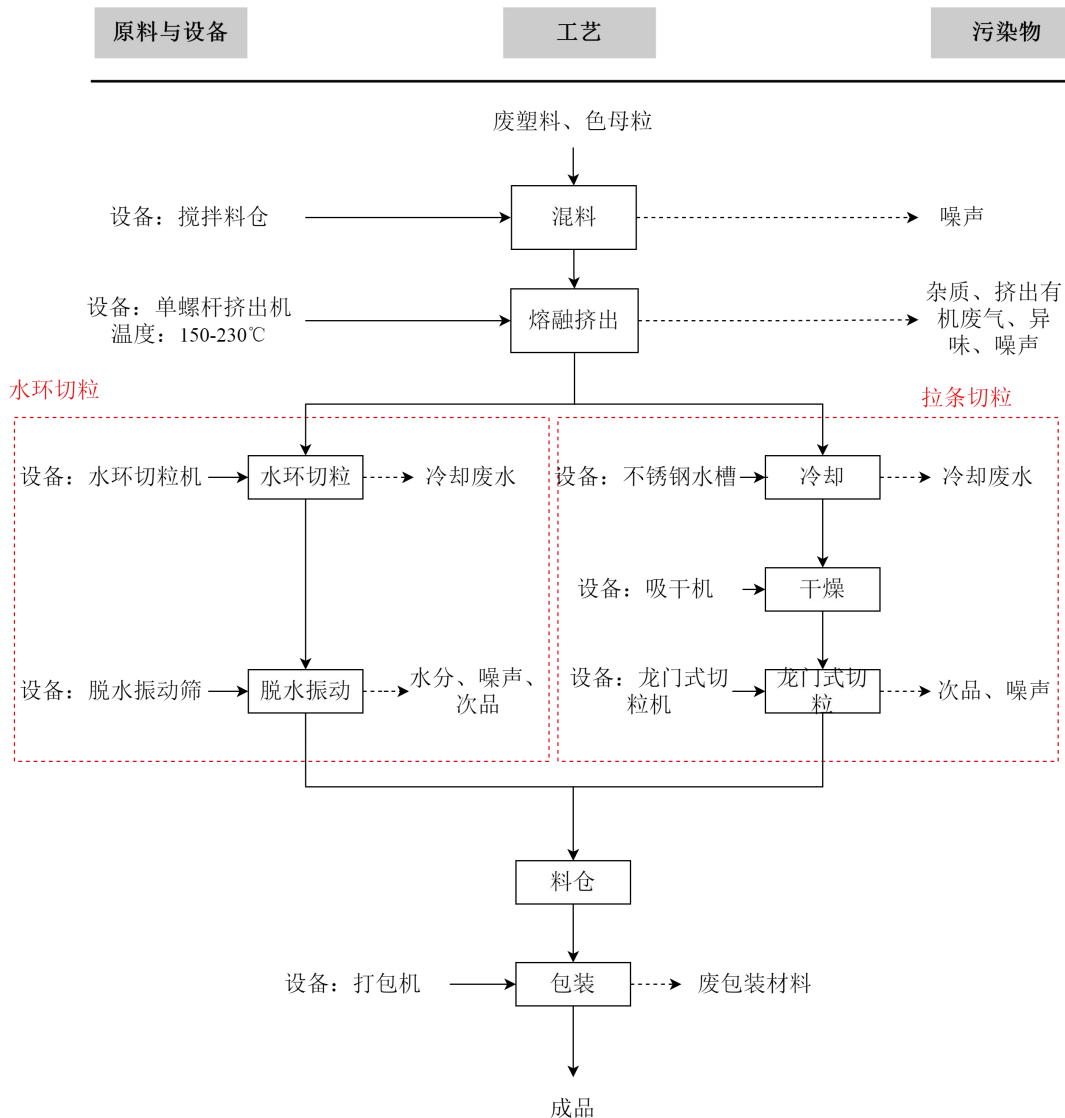 原料与设备
工艺
污染物
废塑料、色母粒
设备：搅拌料仓
混料
噪声
设备：单螺杆挤出机
温度：150-230℃
熔融挤出
杂质、挤出有
机废气、异
味、噪声
水环切粒
拉条切粒
设备：水环切粒机
水环切粒
冷却废水
设备：不锈钢水槽
冷却
冷却废水
设备：吸干机
干燥
设备：脱水振动筛
脱水振动
水分、噪声、
次品
设备：龙门式切
粒机
龙门式切
粒
次品、噪声
料仓
设备：打包机
包装
废包装材料
成品